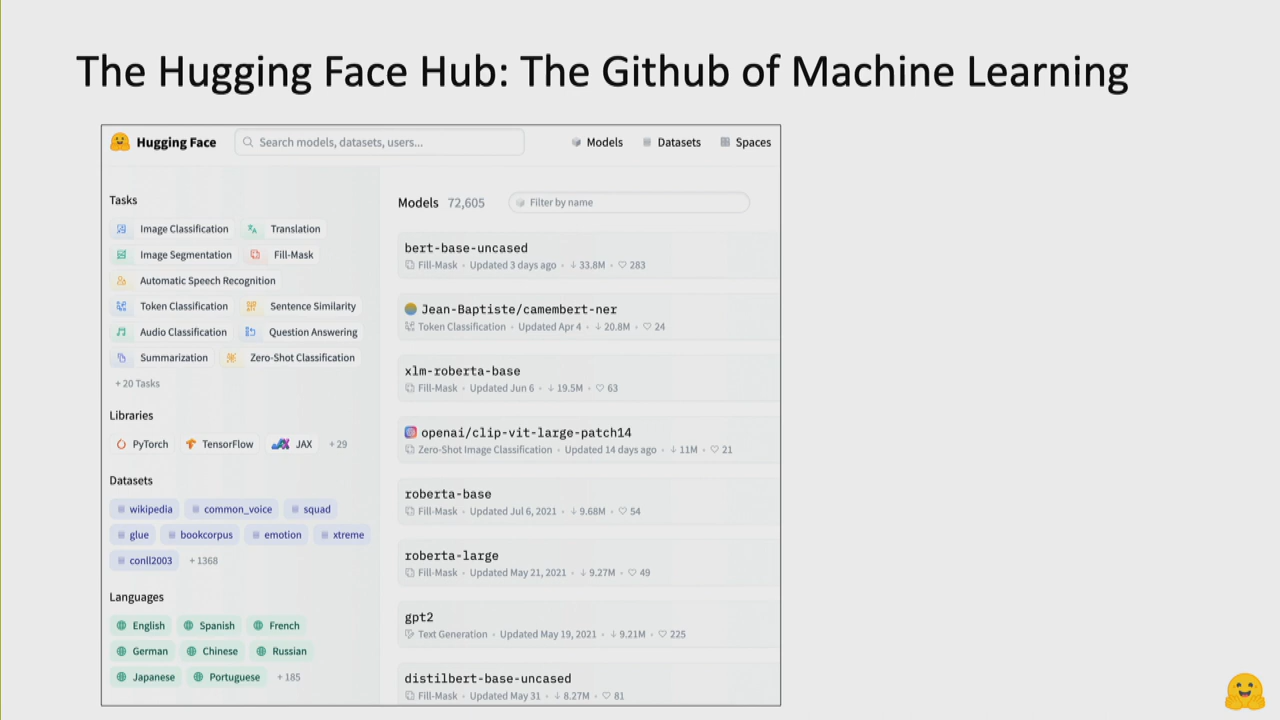 The Hugging Face Hub: The Github of Machine Learning
Hugging Face
Search models, datasets, users...
Models
Datasets
Spaces
Tasks
Image Classification
Translation
Image Segmentation
Fill-Mask
Automatic Speech Recognition
Token Classification
Sentence Similarity
Audio Classification
Question Answering
Summarization
Zero-Shot Classification
+ 20 Tasks
Libraries
PyTorch
TensorFlow
JAX
+ 29
Datasets
wikipedia
common_voice
squad
glue
bookcorpus
emotion
xtreme
conll2003
+ 1368
Languages
English
Spanish
French
German
Chinese
Russian
Japanese
Portuguese
+ 185
Models 72,605
Filter by name
bert-base-uncased
Fill-Mask • Updated 3 days ago • ↓ 33.8M • ♡ 283
Jean-Baptiste/camembert-ner
Token Classification • Updated Apr 4 • ↓ 20.8M • ♡ 24
xlm-roberta-base
Fill-Mask • Updated Jun 6 • ↓ 19.5M • ♡ 63
openai/clip-vit-large-patch14
Zero-Shot Image Classification • Updated 14 days ago • ↓ 11M • ♡ 21
roberta-base
Fill-Mask • Updated Jul 6, 2021 • ↓ 9.68M • ♡ 54
roberta-large
Fill-Mask • Updated May 21, 2021 • ↓ 9.27M • ♡ 49
gpt2
Text Generation • Updated May 19, 2021 • ↓ 9.21M • ♡ 225
distilbert-base-uncased
Fill-Mask • Updated May 31 • ↓ 8.27M • ♡ 81